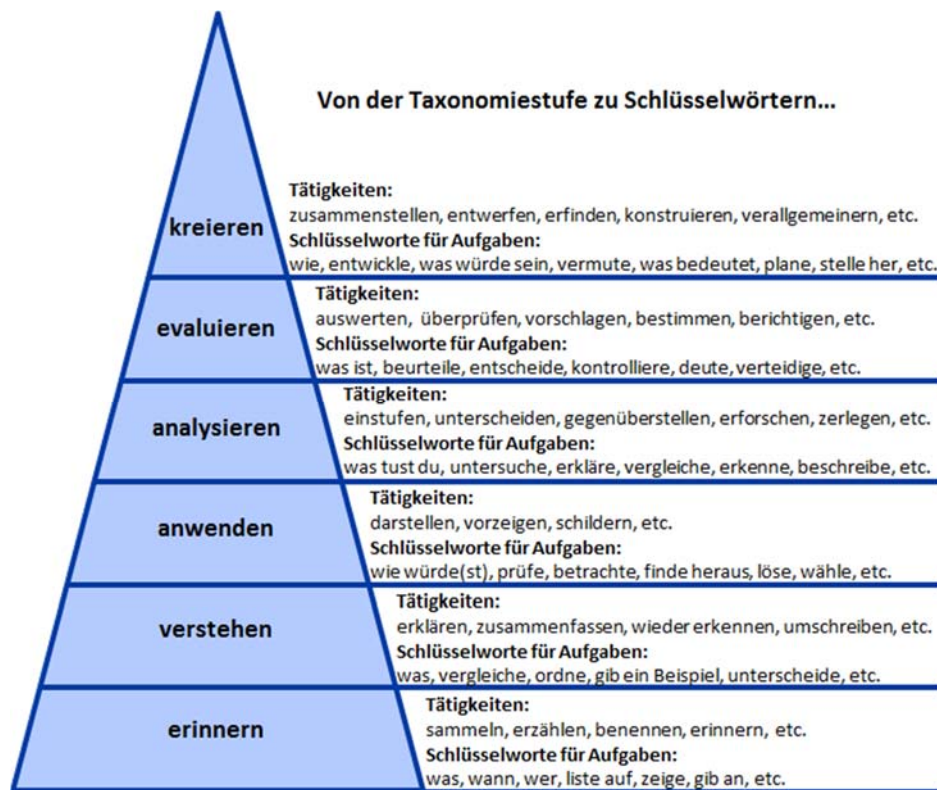 Von der Taxonomiestufe zu Schlüsselwörtern...
kreieren
Tätigkeiten:
zusammenstellen, entwerfen, erfinden, konstruieren, verallgemeinern, etc.
Schlüsselworte für Aufgaben:
wie, entwickle, was würde sein, vermute, was bedeutet, plane, stelle her, etc.
evaluieren
Tätigkeiten:
auswerten, überprüfen, vorschlagen, bestimmen, berichtigen, etc.
Schlüsselworte für Aufgaben:
was ist, beurteile, entscheide, kontrolliere, deute, verteidige, etc.
analysieren
Tätigkeiten:
einstufen, unterscheiden, gegenüberstellen, erforschen, zerlegen, etc.
Schlüsselworte für Aufgaben:
was tust du, untersuche, erkläre, vergleiche, erkenne, beschreibe, etc.
anwenden
Tätigkeiten:
darstellen, vorzeigen, schildern, etc.
Schlüsselworte für Aufgaben:
wie würde(st), prüfe, betrachte, finde heraus, löse, wähle, etc.
verstehen
Tätigkeiten:
erklären, zusammenfassen, wieder erkennen, umschreiben, etc.
Schlüsselworte für Aufgaben:
was, vergleiche, ordne, gib ein Beispiel, unterscheide, etc.
erinnern
Tätigkeiten:
sammeln, erzählen, benennen, erinnern, etc.
Schlüsselworte für Aufgaben:
was, wann, wer, liste auf, zeige, gib an, etc.